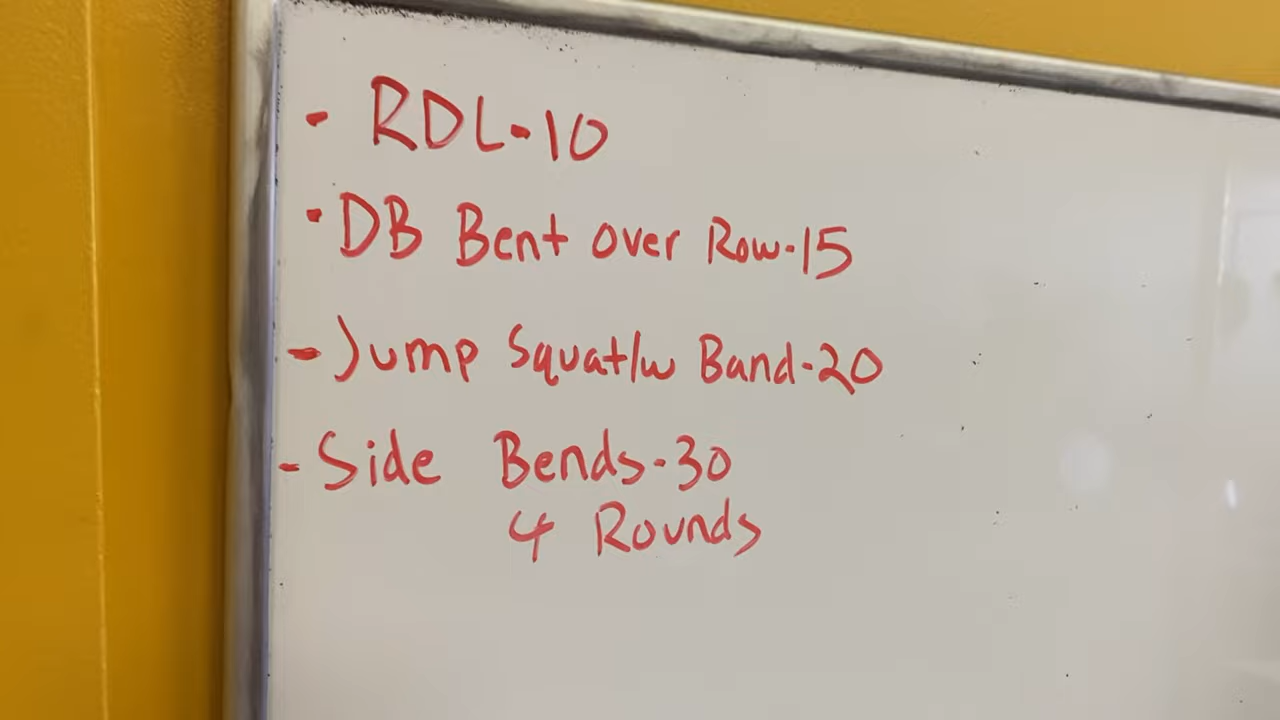 - RDL-10
- DB Bent over Row-15
- Jump Squat/w Band-20
- Side Bends-30
4 Rounds